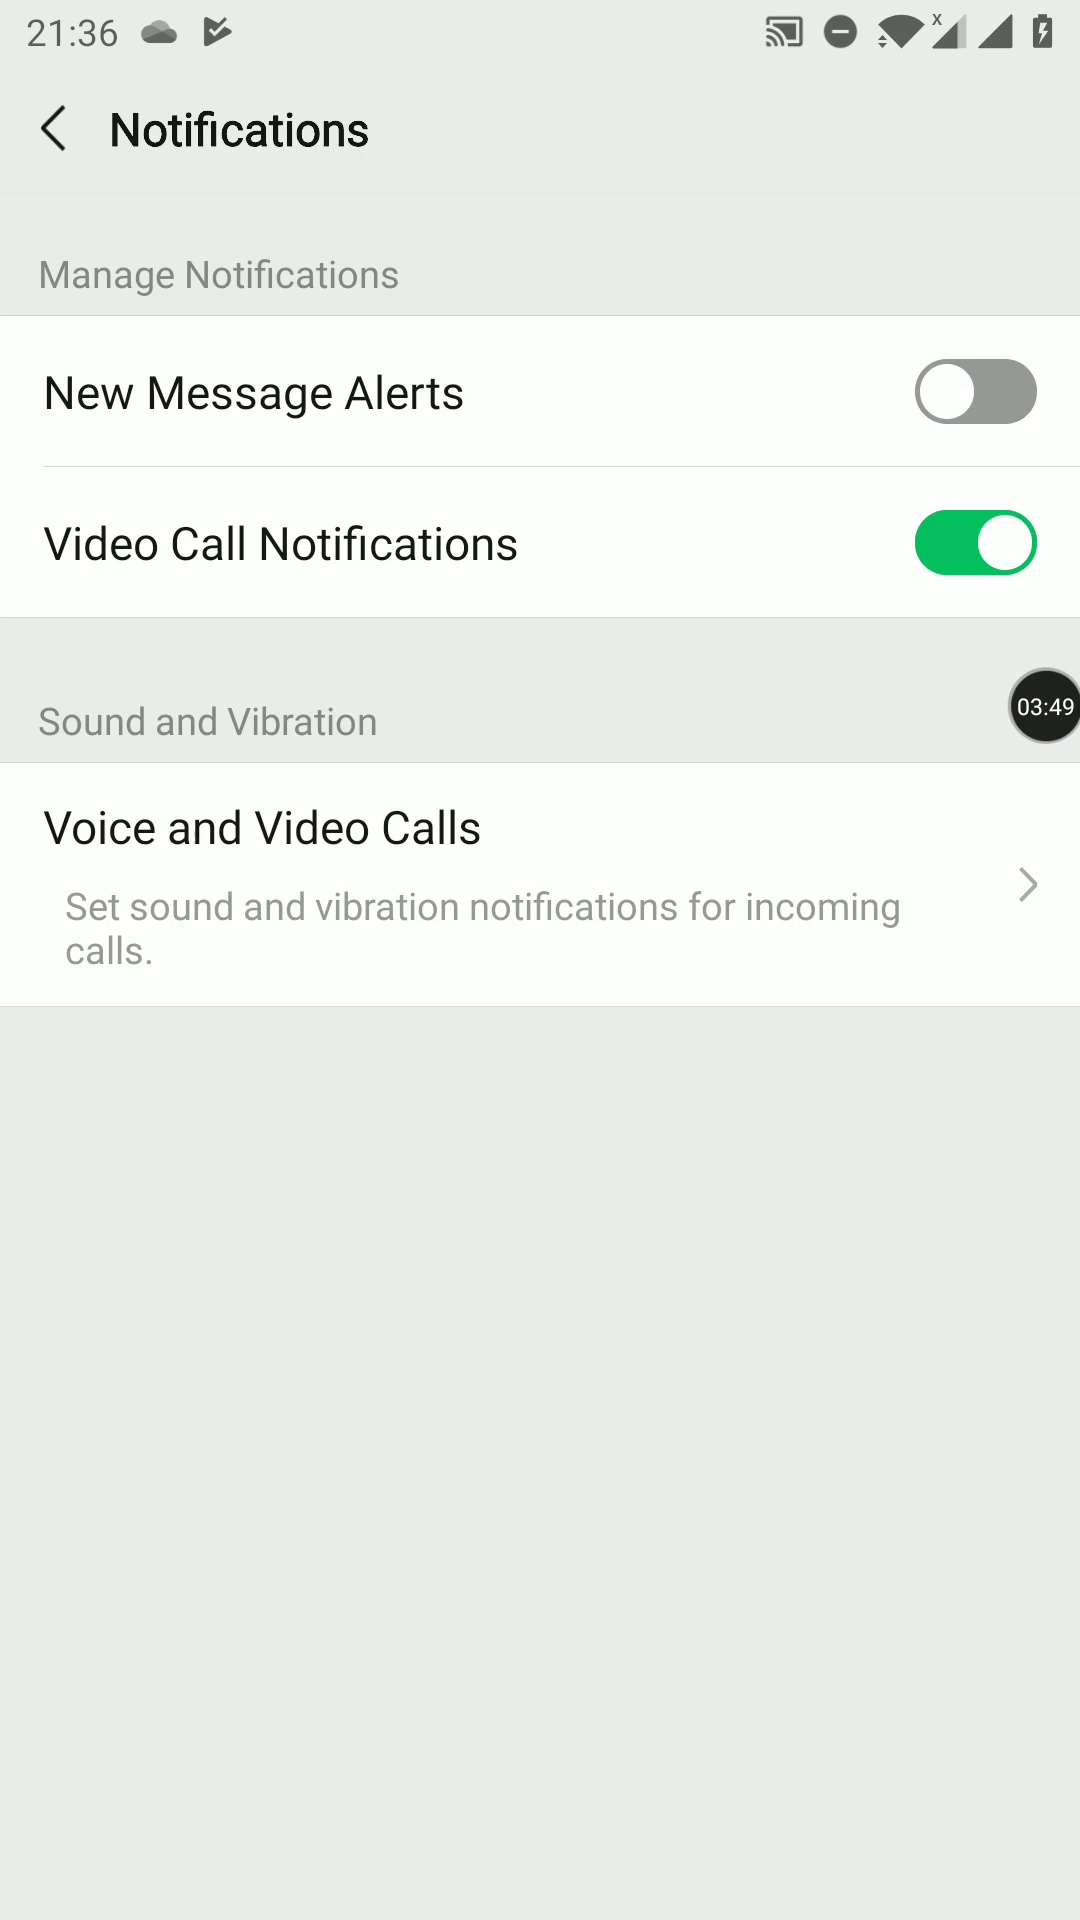 21:36
x
Notifications
Manage Notifications
New Message Alerts
Video Call Notifications
03:49
Sound and Vibration
Voice and Video Calls
Set sound and vibration notifications for incoming
calls.